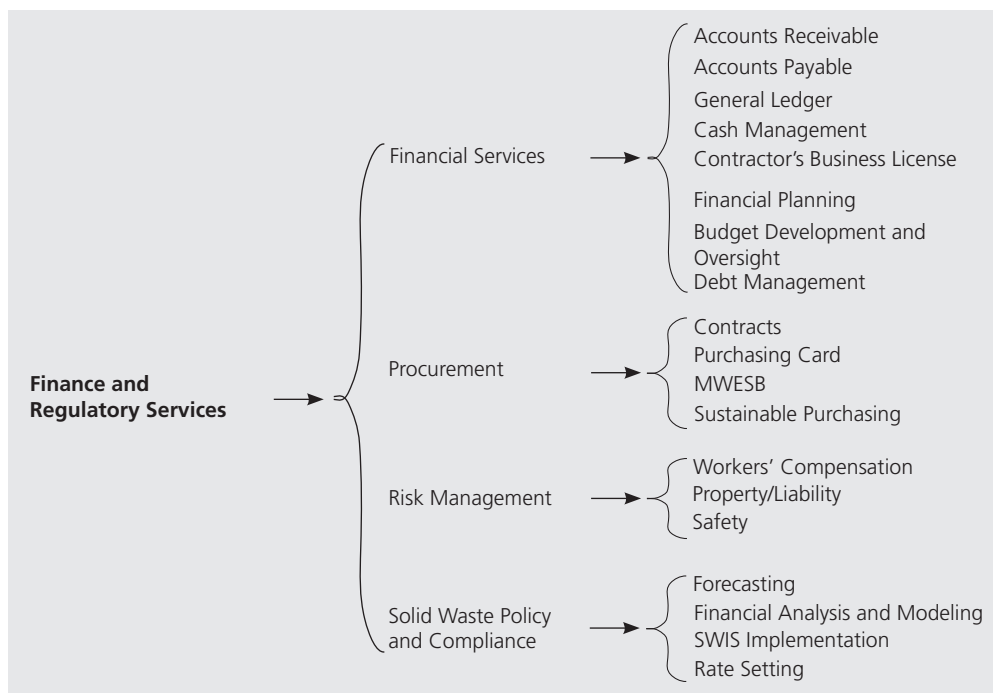 Finance and
Regulatory Services
Financial Services
Accounts Receivable
Accounts Payable
General Ledger
Cash Management
Contractor’s Business License
Financial Planning
Budget Development and
Oversight
Debt Management
Procurement
Contracts
Purchasing Card
MWESB
Sustainable Purchasing
Risk Management
Workers’ Compensation
Property/Liability
Safety
Solid Waste Policy
and Compliance
Forecasting
Financial Analysis and Modeling
SWIS Implementation
Rate Setting